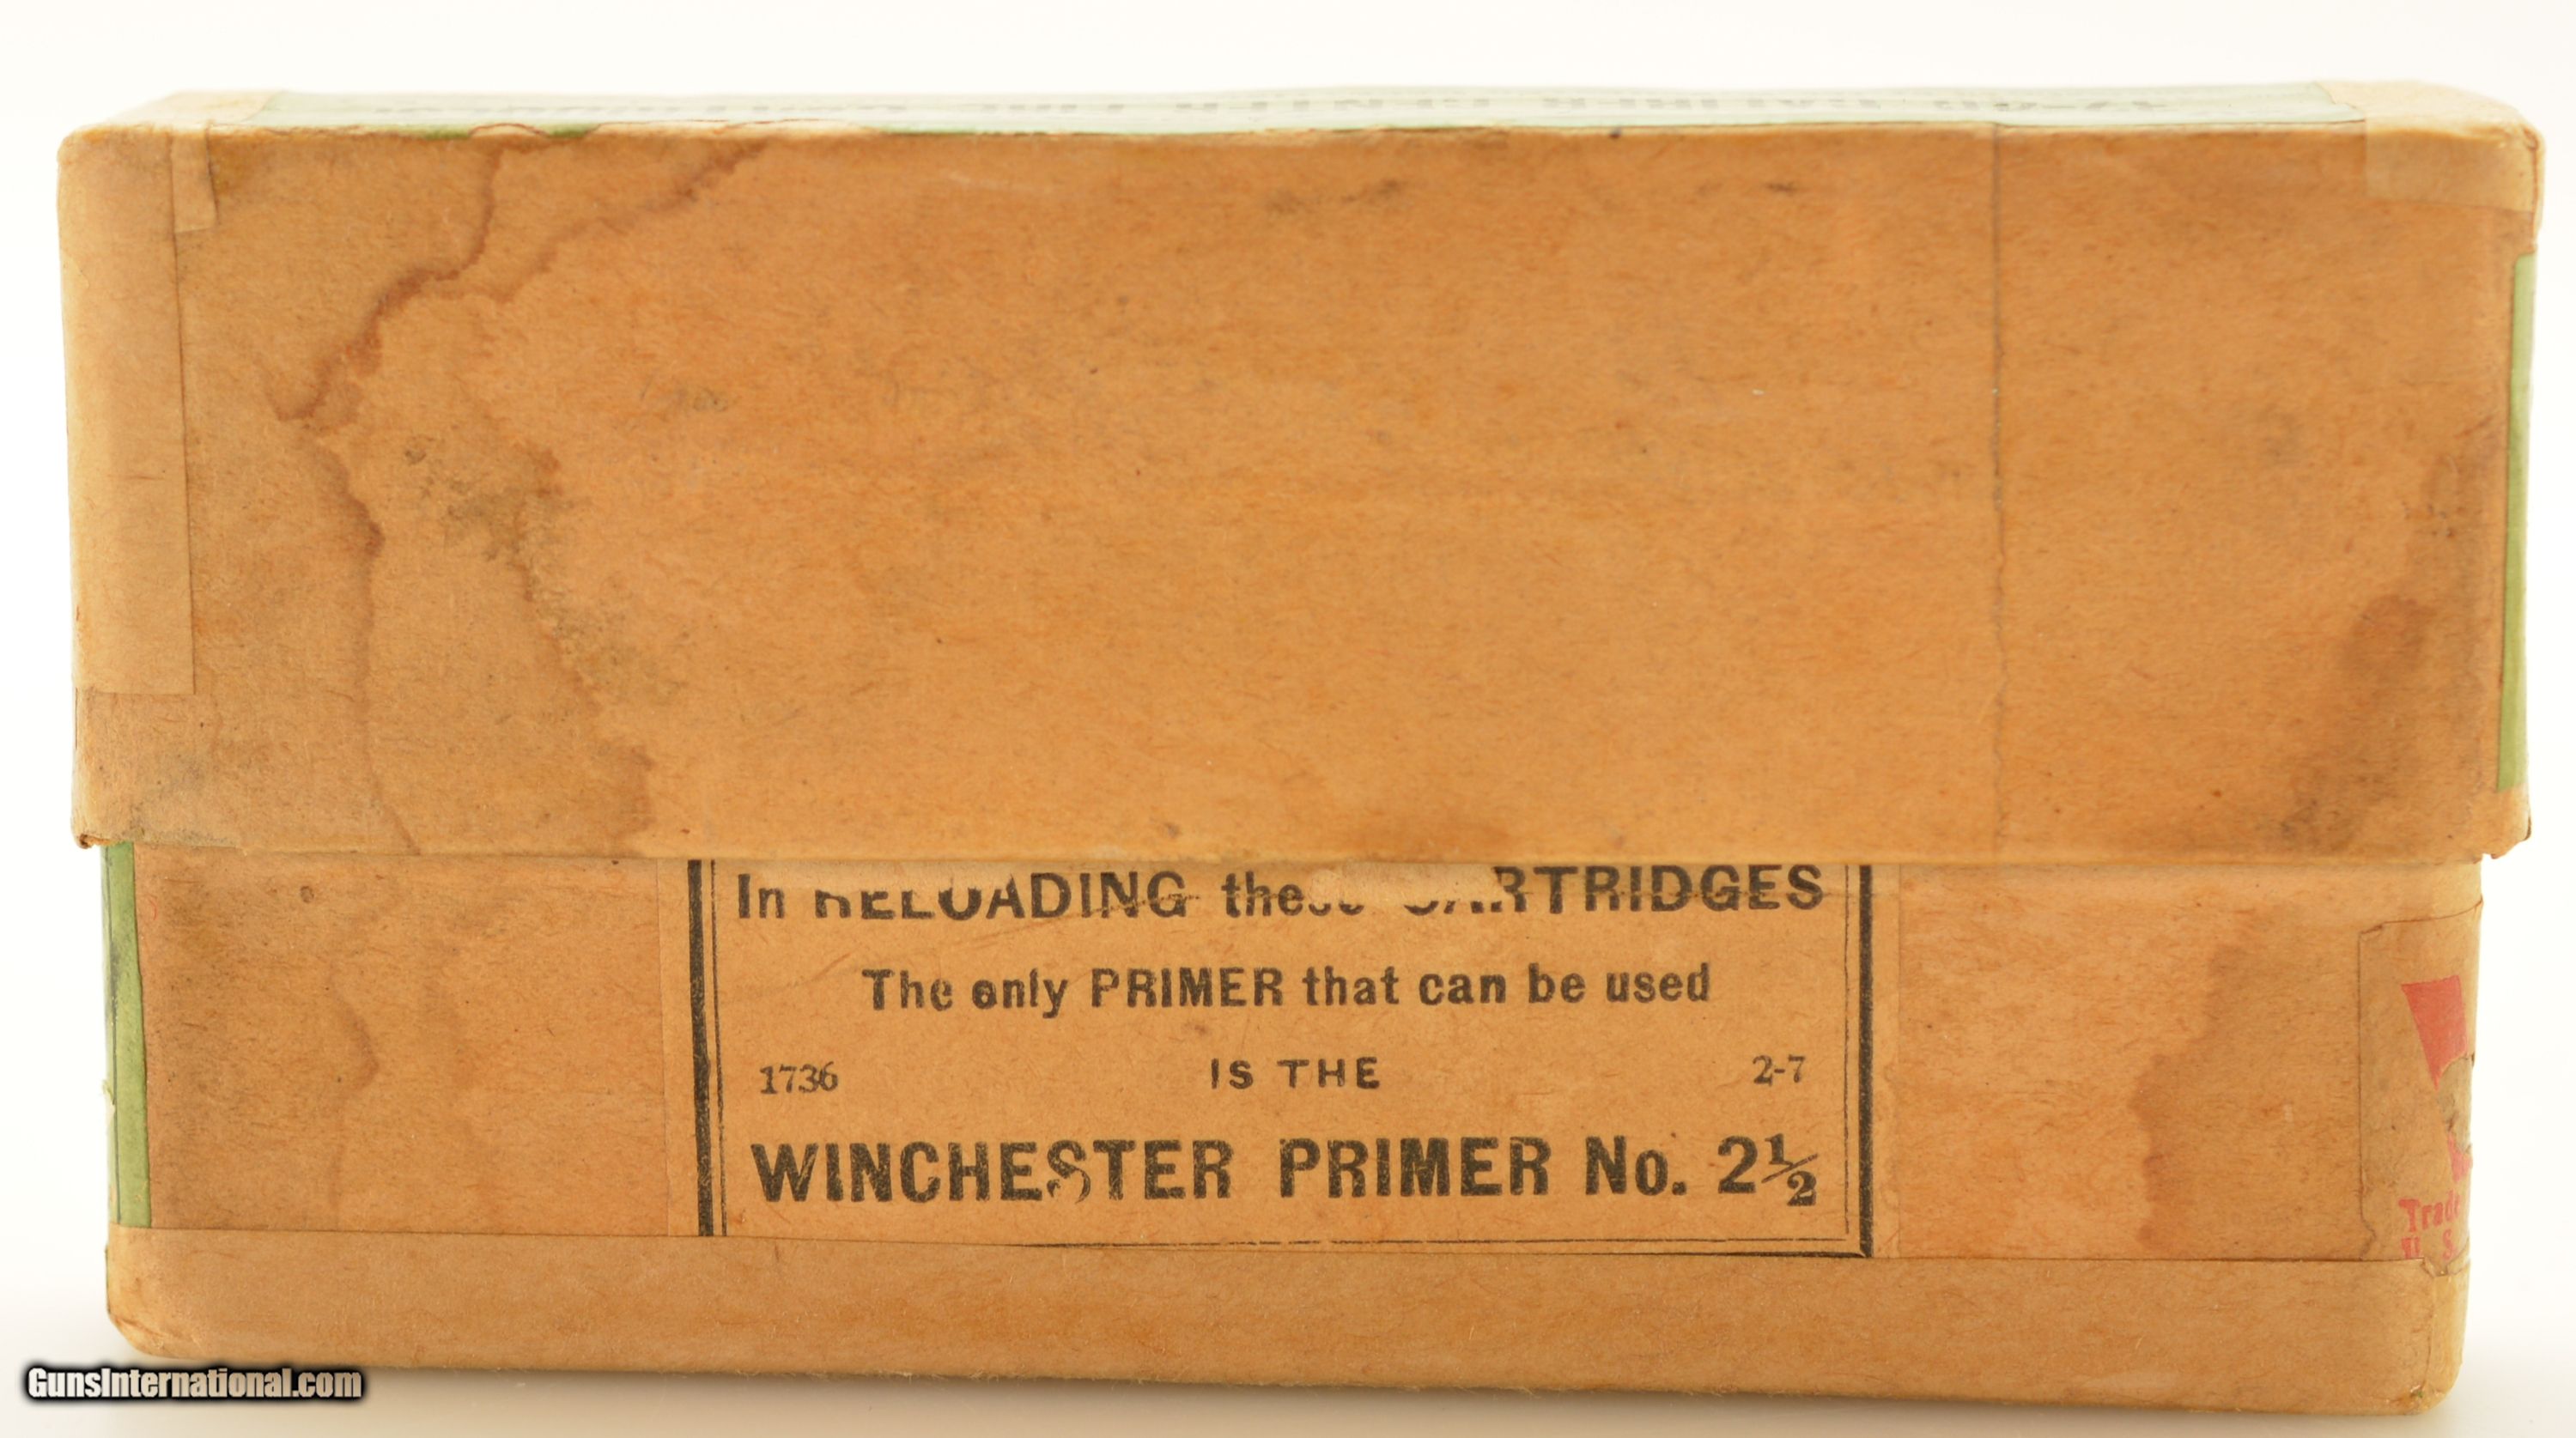 In RELOADING these CARTRIDGES
The only PRIMER that can be used
1736 IS THE 2-7
WINCHESTER PRIMER No. 2½
Trade
U. S.
GunsInternational.com